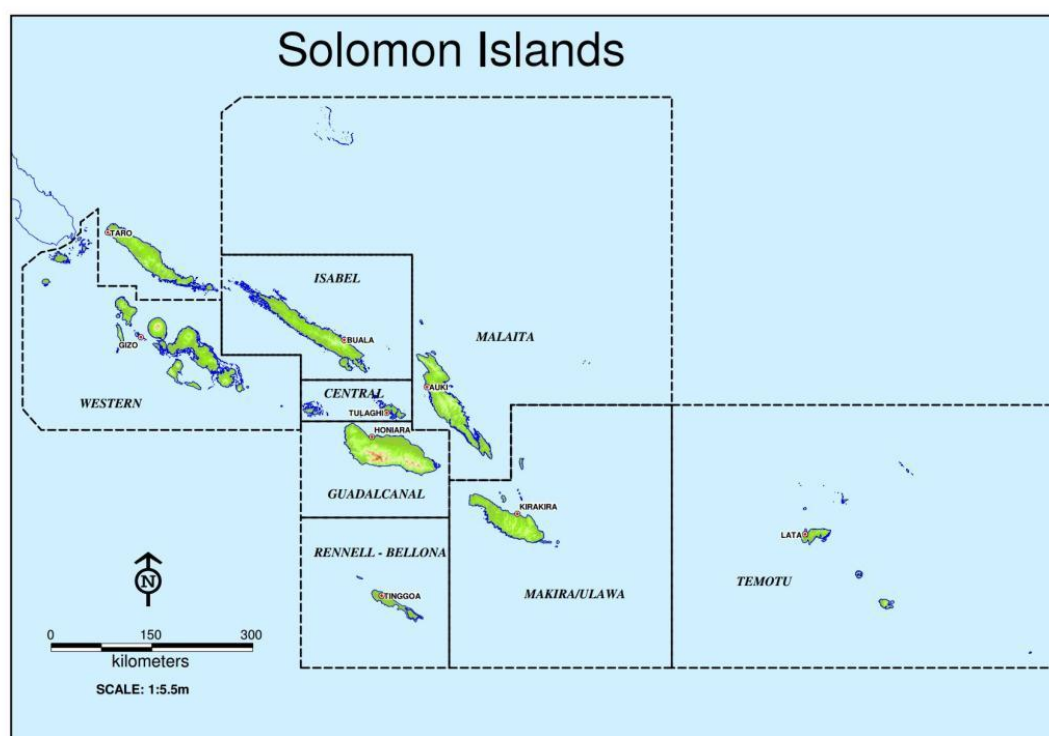 Solomon Islands
TARO
ISABEL
BUALA
MALAITA
GIZO
AUKI
CENTRAL
WESTERN
TULAGHI
HONIARA
GUADALCANAL
KIRAKIRA
LATA
RENNELL - BELLONA
TEMOTU
N
TINGGOA
MAKIRA/ULAWA
0 150 300
kilometers
SCALE: 1:5.5m